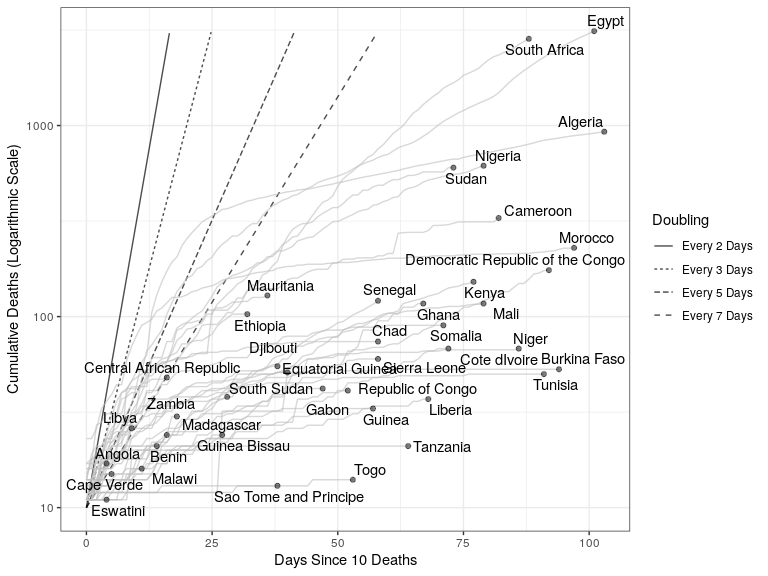 Egypt
South Africa
Algeria
1000
Nigeria
Sudan
Cameroon
Doubling
Morocco
Every 2 Days
Democratic Republic of the Congo
Every 3 Days
Mauritania
Senegal
Kenya
Every 5 Days
100
Ghana
Mali
Every 7 Days
Ethiopia
Chad
Somalia
Niger
Djibouti
Cote dIvoire
Burkina Faso
Central African Republic
Equatorial Guinea
Sierra Leone
Tunisia
South Sudan
Republic of Congo
Zambia
Gabon
Liberia
Libya
Madagascar
Guinea
Guinea Bissau
Tanzania
Angola
Benin
Togo
Cape Verde
Malawi
Sao Tome and Principe
10
Eswatini
0
25
50
75
100
Days Since 10 Deaths
Cumulative Deaths (Logarithmic Scale)